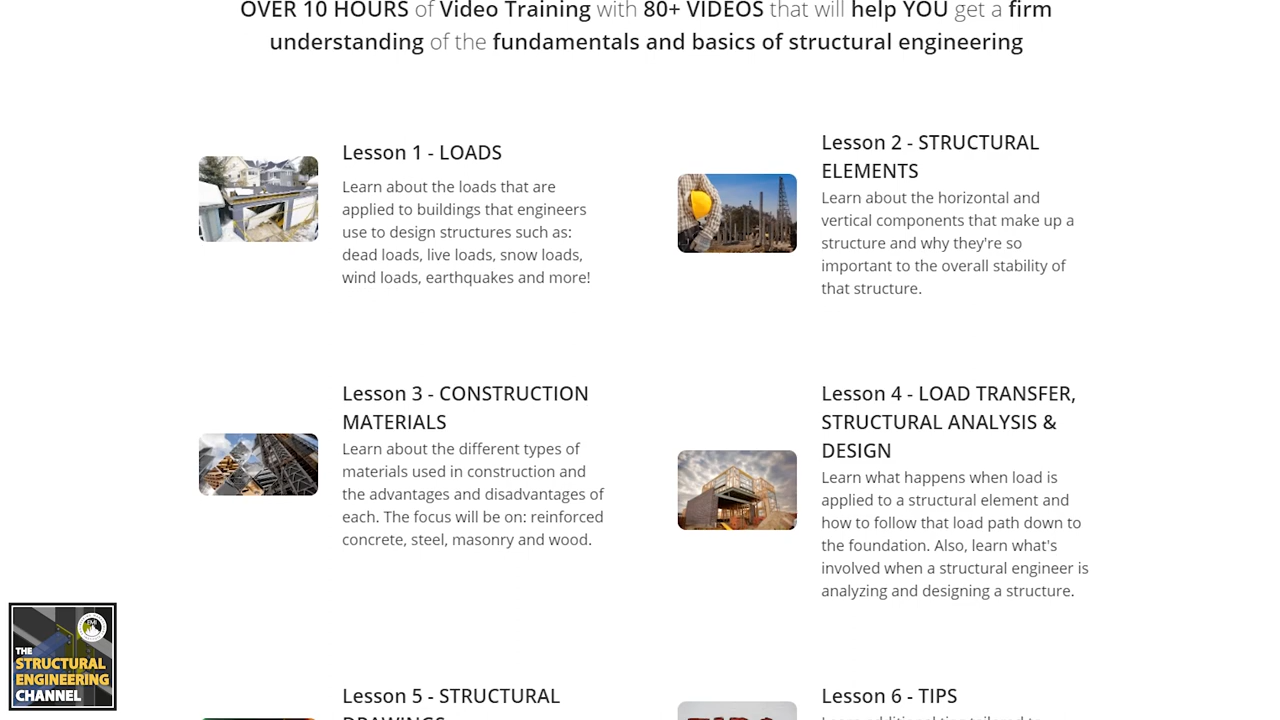 OVER 10 HOURS of Video Training with 80+ VIDEOS that will help YOU get a firm
understanding of the fundamentals and basics of structural engineering
Lesson 1 - LOADS
Learn about the loads that are
applied to buildings that engineers
use to design structures such as:
dead loads, live loads, snow loads,
wind loads, earthquakes and more!
Lesson 2 - STRUCTURAL
ELEMENTS
Learn about the horizontal and
vertical components that make up a
structure and why they're so
important to the overall stability of
that structure.
Lesson 3 - CONSTRUCTION
MATERIALS
Learn about the different types of
materials used in construction and
the advantages and disadvantages of
each. The focus will be on: reinforced
concrete, steel, masonry and wood.
Lesson 4 - LOAD TRANSFER,
STRUCTURAL ANALYSIS &
DESIGN
Learn what happens when load is
applied to a structural element and
how to follow that load path down to
the foundation. Also, learn what's
involved when a structural engineer is
analyzing and designing a structure.
Lesson 5 - STRUCTURAL
DRAWINGS
Lesson 6 - TIPS
Learn additional tips tailored to
EMI
THE
STRUCTURAL
ENGINEERING
CHANNEL